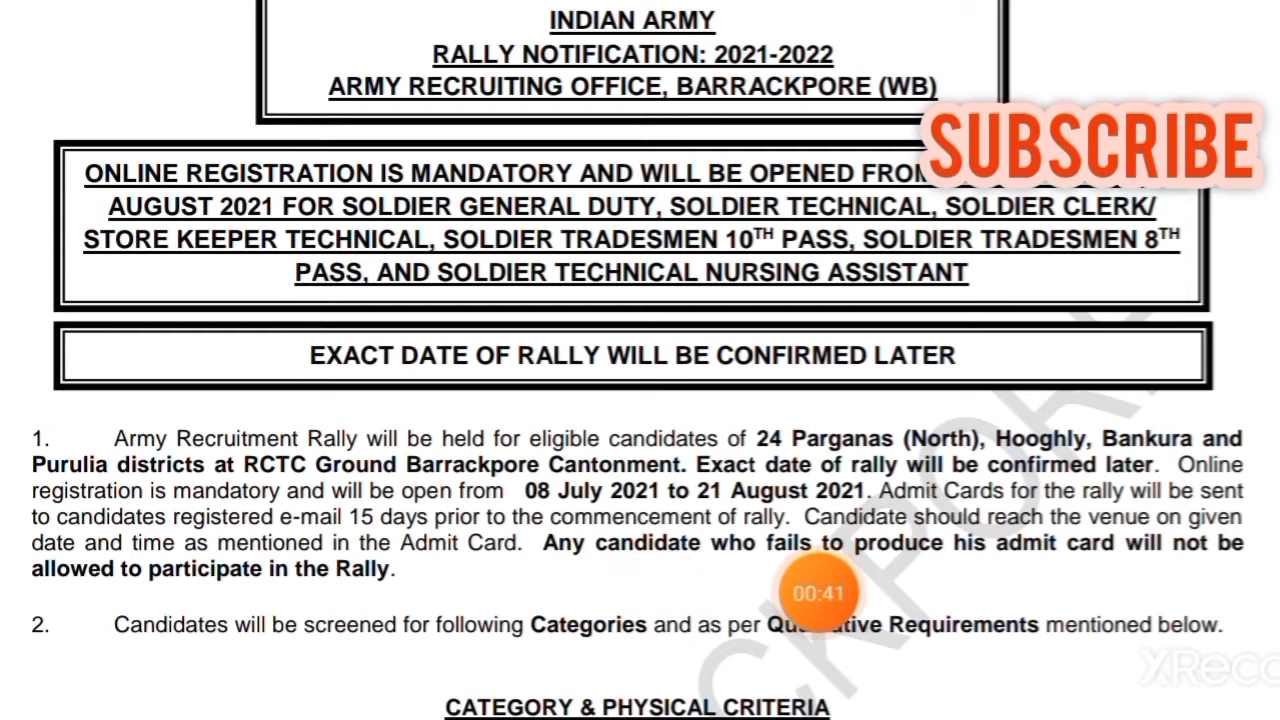 INDIAN ARMY
RALLY NOTIFICATION: 2021-2022
ARMY RECRUITING OFFICE, BARRACKPORE (WB)
SUBSCRIBE
ONLINE REGISTRATION IS MANDATORY AND WILL BE OPENED
AUGUST 2021 FOR SOLDIER GENERAL DUTY, SOLDIER TECHNICAL, SOLDIER CLERK/
STORE KEEPER TECHNICAL, SOLDIER TRADESMEN 10TH PASS, SOLDIER TRADESMEN 8TH
PASS, AND SOLDIER TECHNICAL NURSING ASSISTANT
EXACT DATE OF RALLY WILL BE CONFIRMED LATER
1. Army Recruitment Rally will be held for eligible candidates of 24 Parganas (North), Hooghly, Bankura and
Purulia districts at RCTC Ground Barrackpore Cantonment. Exact date of rally will be confirmed later. Online
registration is mandatory and will be open from 08 July 2021 to 21 August 2021. Admit Cards for the rally will be sent
to candidates registered e-mail 15 days prior to the commencement of rally. Candidate should reach the venue on given
date and time as mentioned in the Admit Card. Any candidate who fails to produce his admit card will not be
allowed to participate in the Rally.
00:41
2. Candidates will be screened for following Categories and as per Requirements mentioned below.
CATEGORY & PHYSICAL CRITERIA